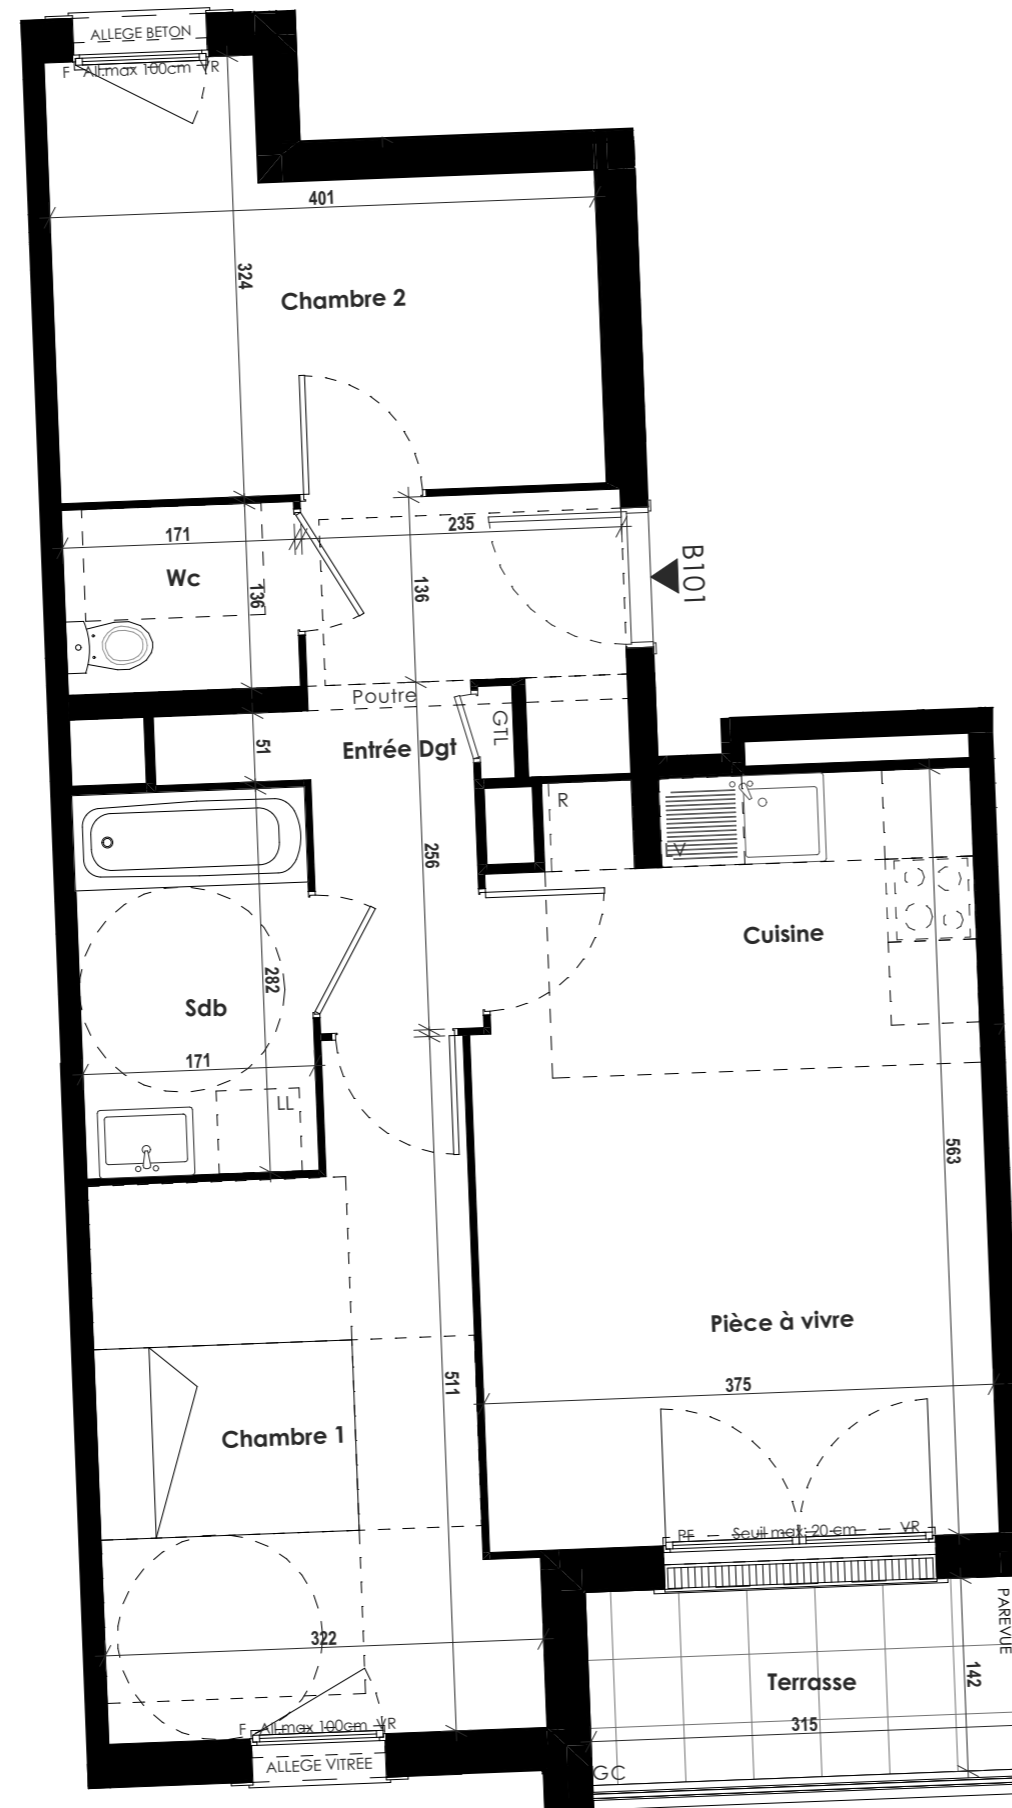 ALLEGE BETON
F All.max 100cm VR
401
324
Chambre 2
171
235
B101
Wc
136
136
Poutre
GTL
51
Entrée Dgt
R
LV
256
Cuisine
282
Sdb
171
LL
563
Pièce à vivre
511
375
Chambre 1
PF Seuil max: 20 cm VR
PAREVUE
322
Terrasse
142
315
F All.max 100cm VR
ALLEGE VITREE
GC